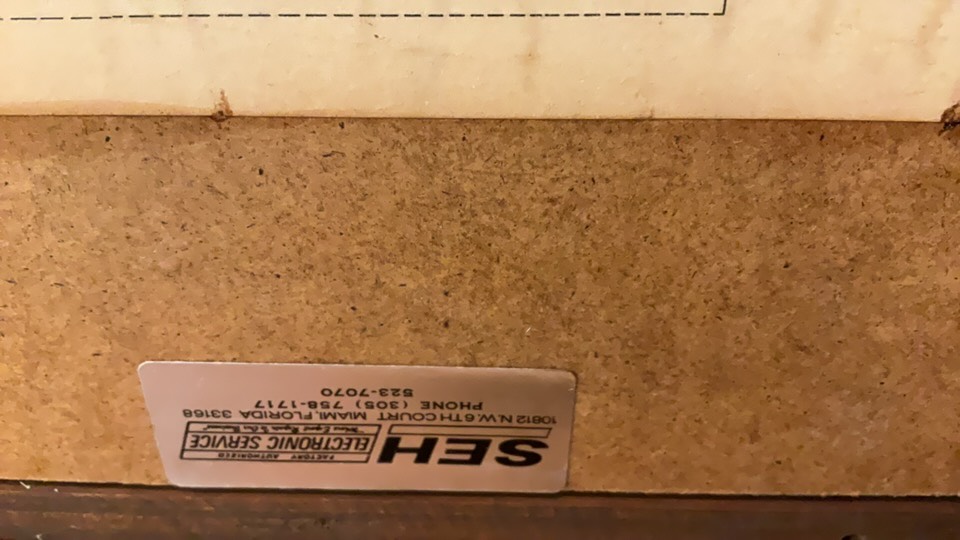 SEH
FACTORY AUTHORIZED
ELECTRONIC SERVICE
10812 N.W. 6TH COURT MIAMI, FLORIDA 33168
PHONE (305) 758-1717
523-7070